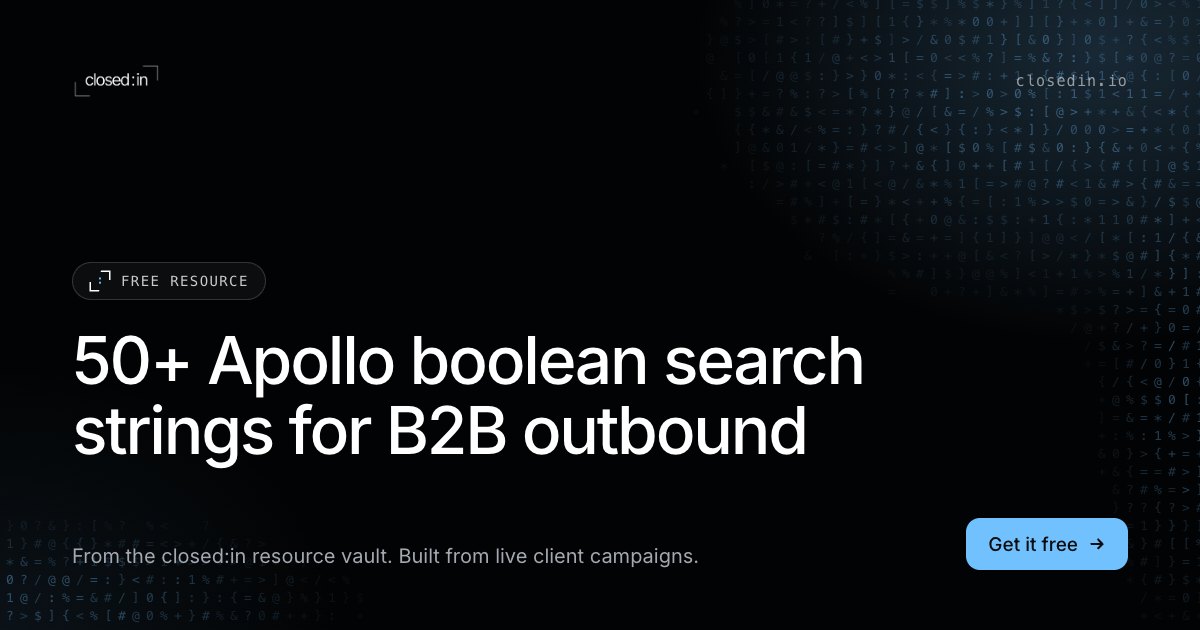 closed:in
closedin.io
FREE RESOURCE
50+ Apollo boolean search
strings for B2B outbound
From the closed:in resource vault. Built from live client campaigns.
Get it free →